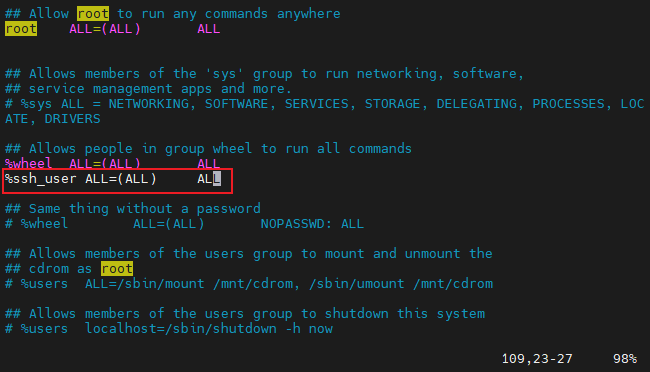 ## Allow root to run any commands anywhere
root    ALL=(ALL)       ALL
## Allows members of the 'sys' group to run networking, software,
## service management apps and more.
# %sys ALL = NETWORKING, SOFTWARE, SERVICES, STORAGE, DELEGATING, PROCESSES, LOC
ATE, DRIVERS
## Allows people in group wheel to run all commands
%wheel  ALL=(ALL)       ALL
%ssh_user ALL=(ALL)     ALL
## Same thing without a password
# %wheel        ALL=(ALL)       NOPASSWD: ALL
## Allows members of the users group to mount and unmount the
## cdrom as root
# %users  ALL=/sbin/mount /mnt/cdrom, /sbin/umount /mnt/cdrom
## Allows members of the users group to shutdown this system
# %users  localhost=/sbin/shutdown -h now
109,23-27     98%